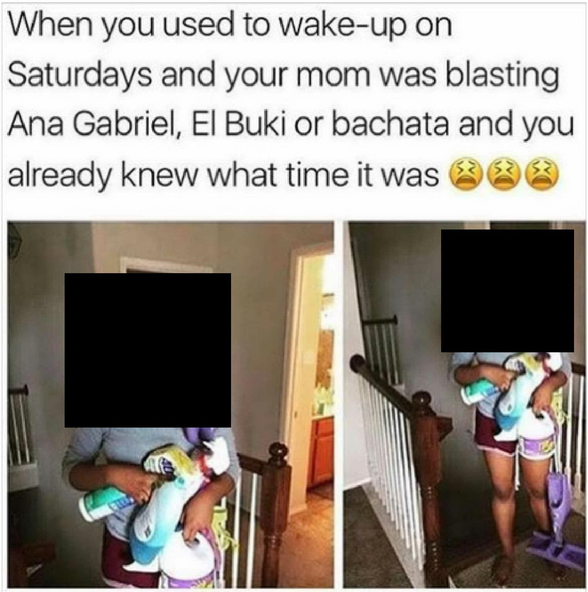 When you used to wake-up on
Saturdays and your mom was blasting
Ana Gabriel, El Buki or bachata and you
already knew what time it was 😫😫😫